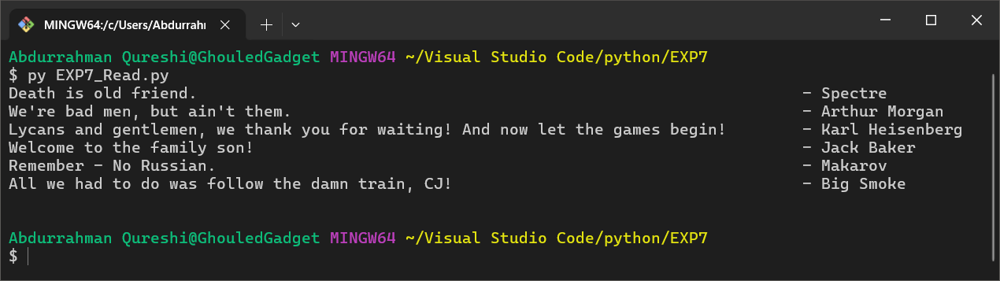 MINGW64:/c/Users/Abdurrahr
Abdurrahman Qureshi@GhouledGadget MINGW64 ~/Visual Studio Code/python/EXP7
$ py EXP7_Read.py
Death is old friend. - Spectre
We're bad men, but ain't them. - Arthur Morgan
Lycans and gentlemen, we thank you for waiting! And now let the games begin! - Karl Heisenberg
Welcome to the family son! - Jack Baker
Remember - No Russian. - Makarov
All we had to do was follow the damn train, CJ! - Big Smoke
Abdurrahman Qureshi@GhouledGadget MINGW64 ~/Visual Studio Code/python/EXP7
$